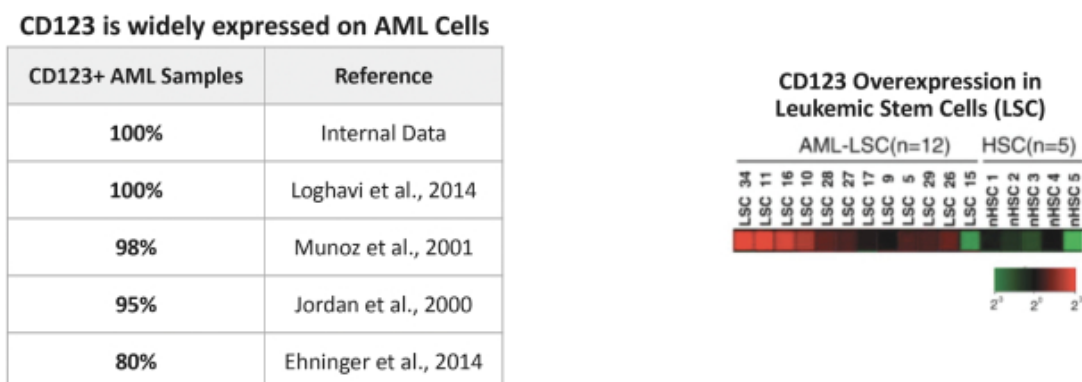 CD123 is widely expressed on AML Cells
CD123+ AML Samples Reference
100% Internal Data
100% Loghavi et al., 2014
98% Munoz et al., 2001
95% Jordan et al., 2000
80% Ehninger et al., 2014
CD123 Overexpression in
Leukemic Stem Cells (LSC)
AML-LSC(n=12) HSC(n=5)
LSC 34
LSC 11
LSC 16
LSC 10
LSC 28
LSC 27
LSC 17
LSC 9
LSC 5
LSC 29
LSC 26
LSC 15
nHSC 1
nHSC 2
nHSC 3
nHSC 4
nHSC 5
2³ 2⁰